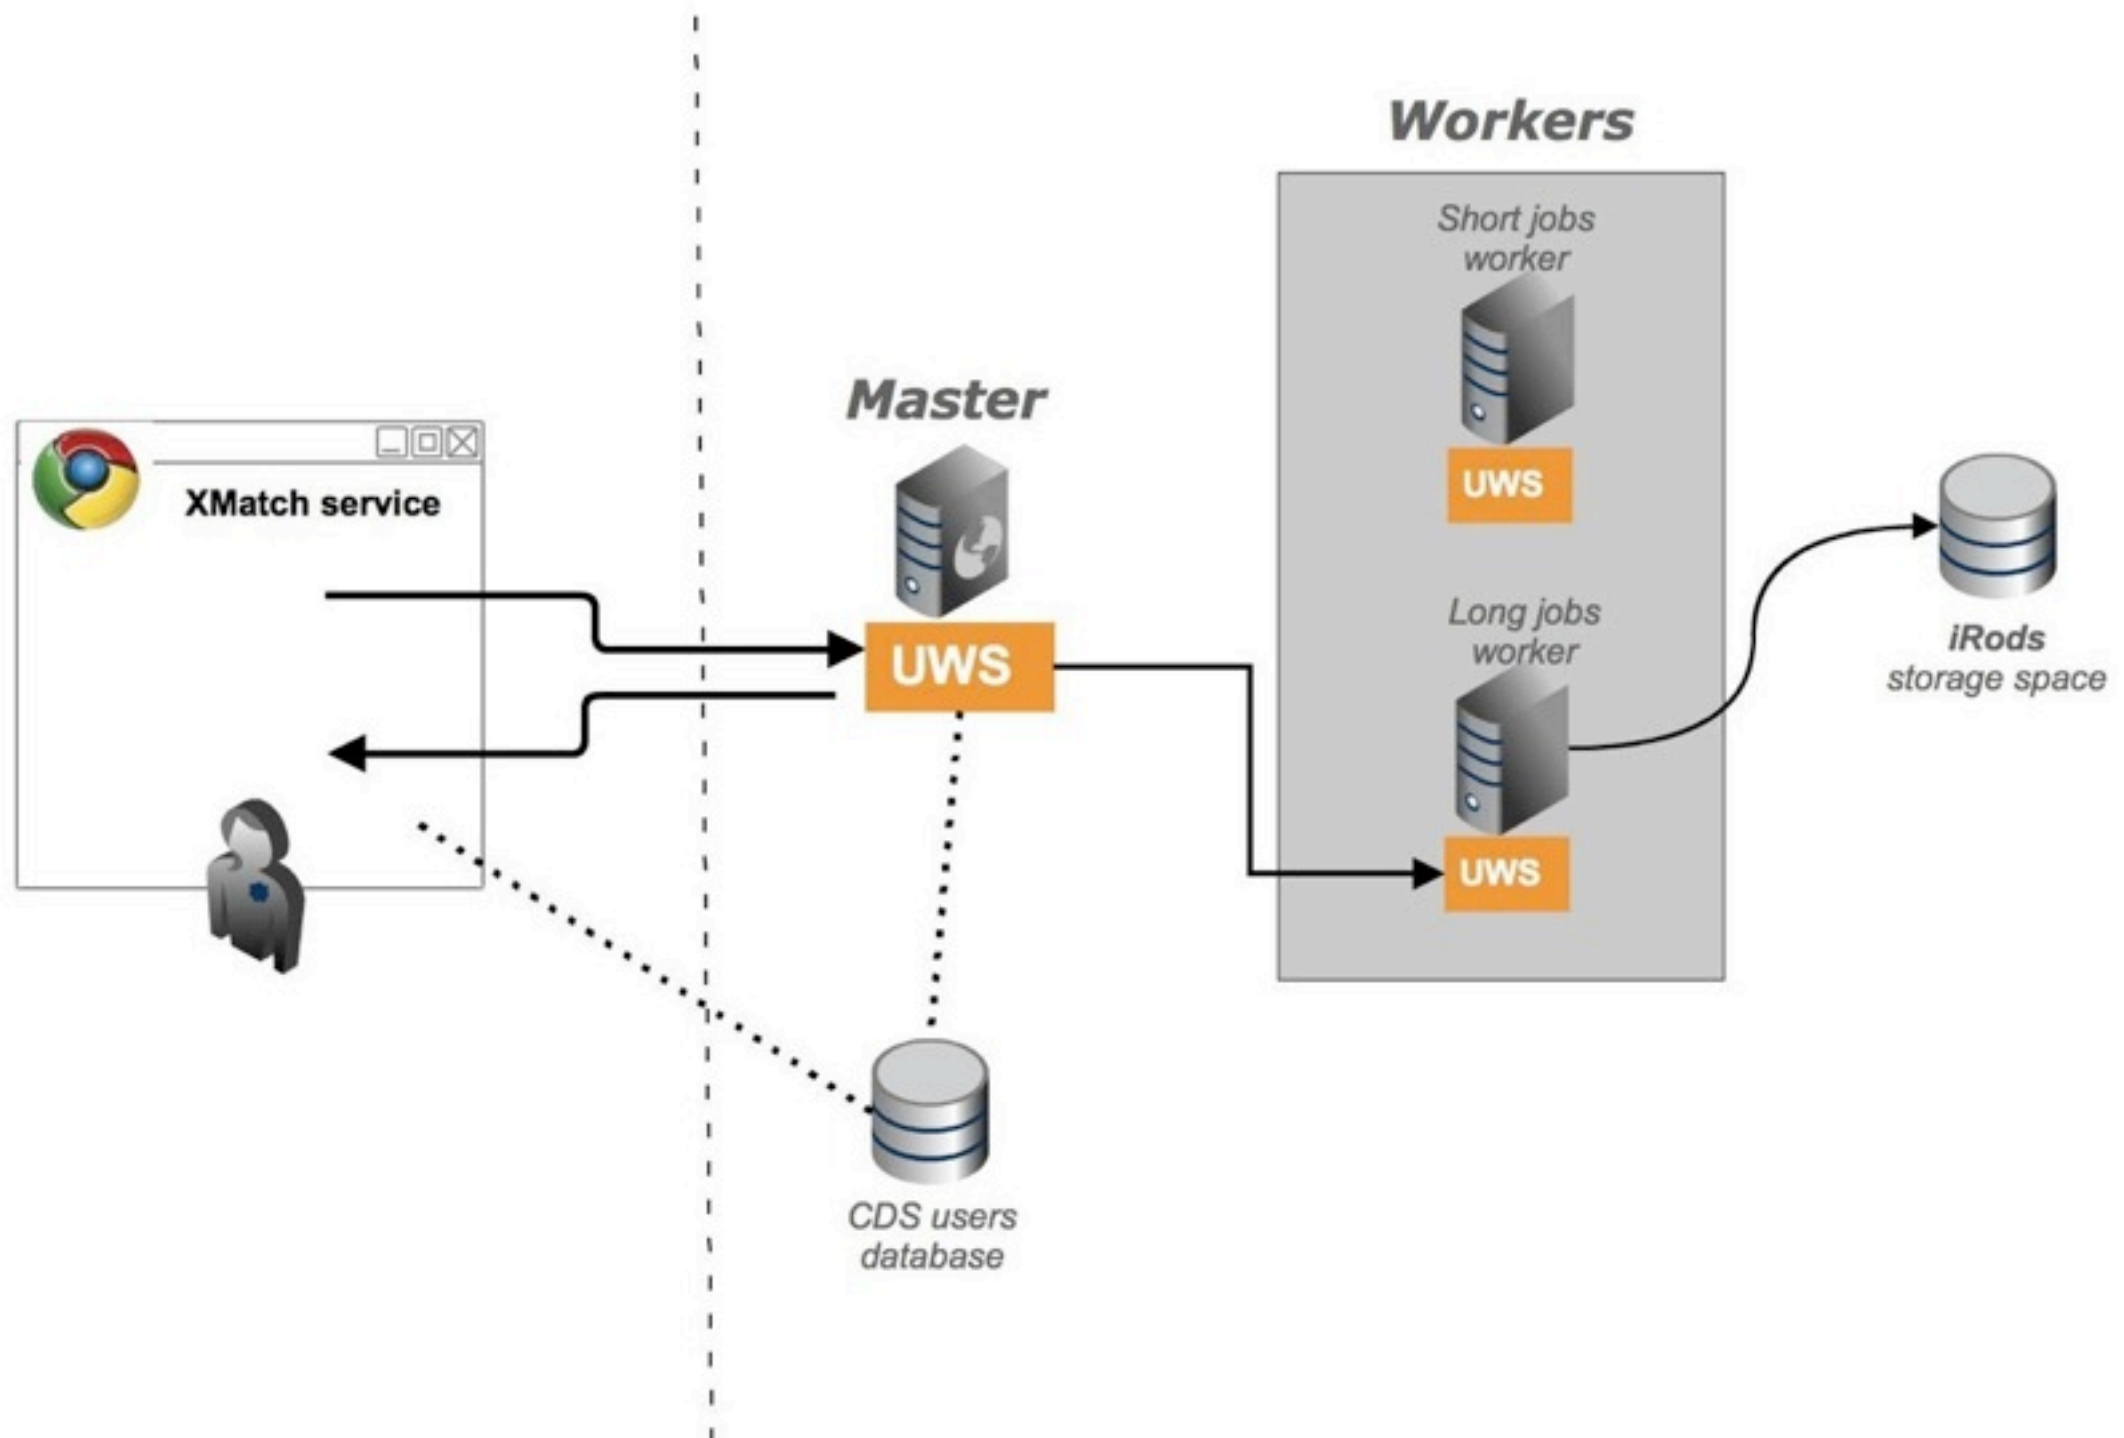 Workers
Short jobs
worker
UWS
Master
XMatch service
UWS
Long jobs
worker
UWS
iRods
storage space
CDS users
database